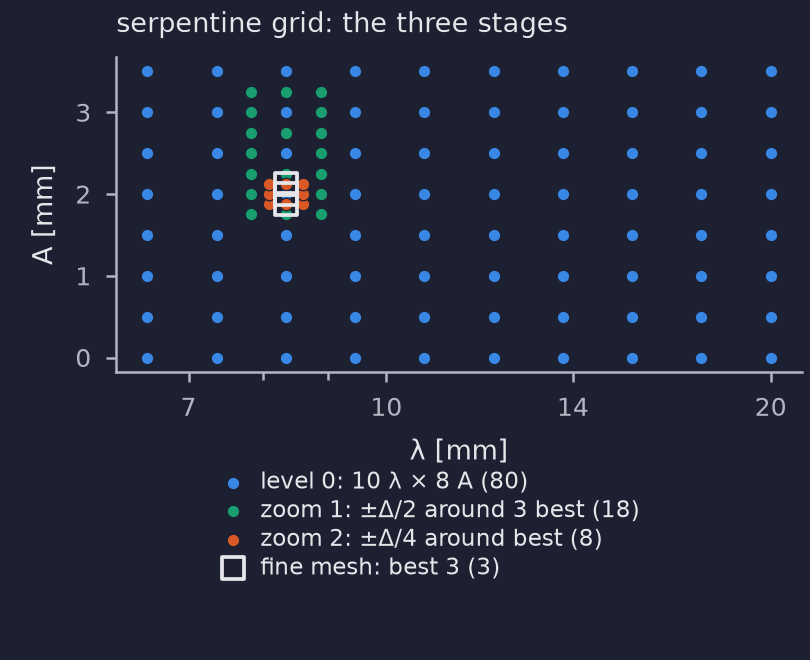 serpentine grid: the three stages
A [mm]
3
2
1
0
7
10
14
20
λ [mm]
level 0: 10 λ × 8 A (80)
zoom 1: ±Δ/2 around 3 best (18)
zoom 2: ±Δ/4 around best (8)
fine mesh: best 3 (3)